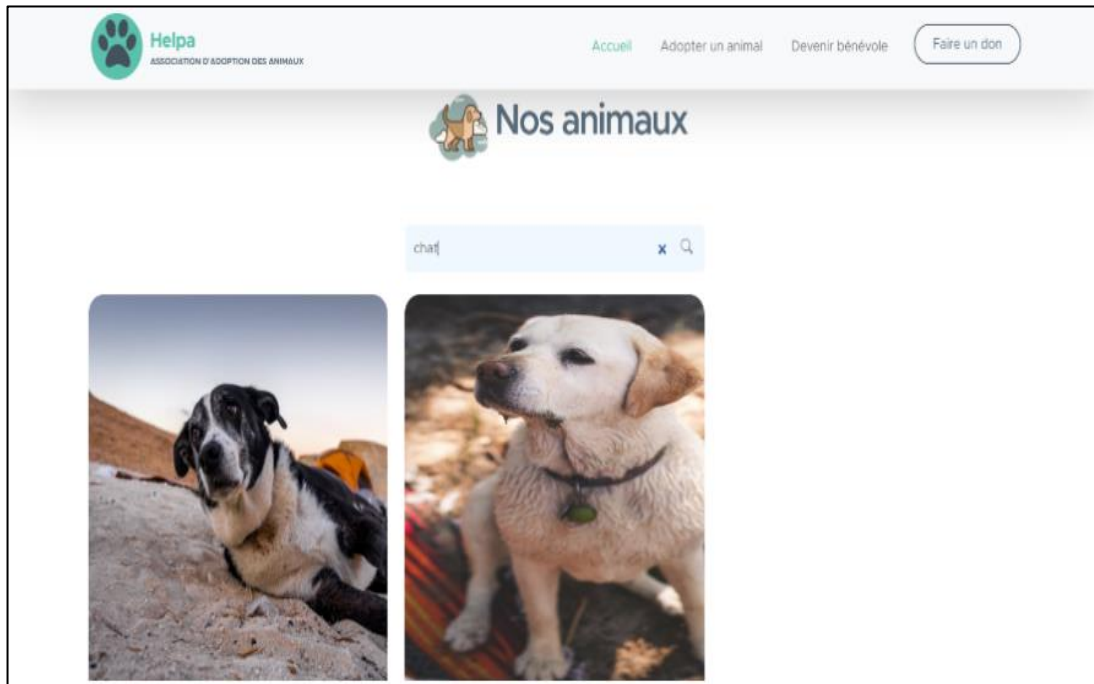 Helpa
ASSOCIATION D'ADOPTION DES ANIMAUX
Accueil Adopter un animal Devenir bénévole Faire un don
Nos animaux
chat x